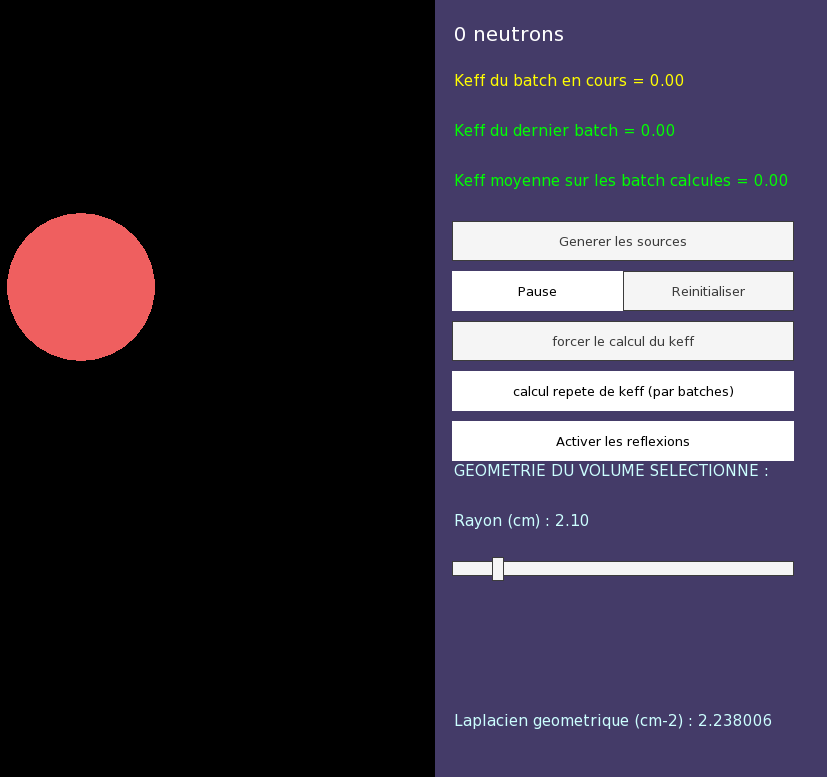 0 neutrons
Keff du batch en cours = 0.00
Keff du dernier batch = 0.00
Keff moyenne sur les batch calcules = 0.00
Generer les sources
Pause
Reinitialiser
forcer le calcul du keff
calcul repete de keff (par batches)
Activer les reflexions
GEOMETRIE DU VOLUME SELECTIONNE :
Rayon (cm) : 2.10
Laplacien geometrique (cm-2) : 2.238006